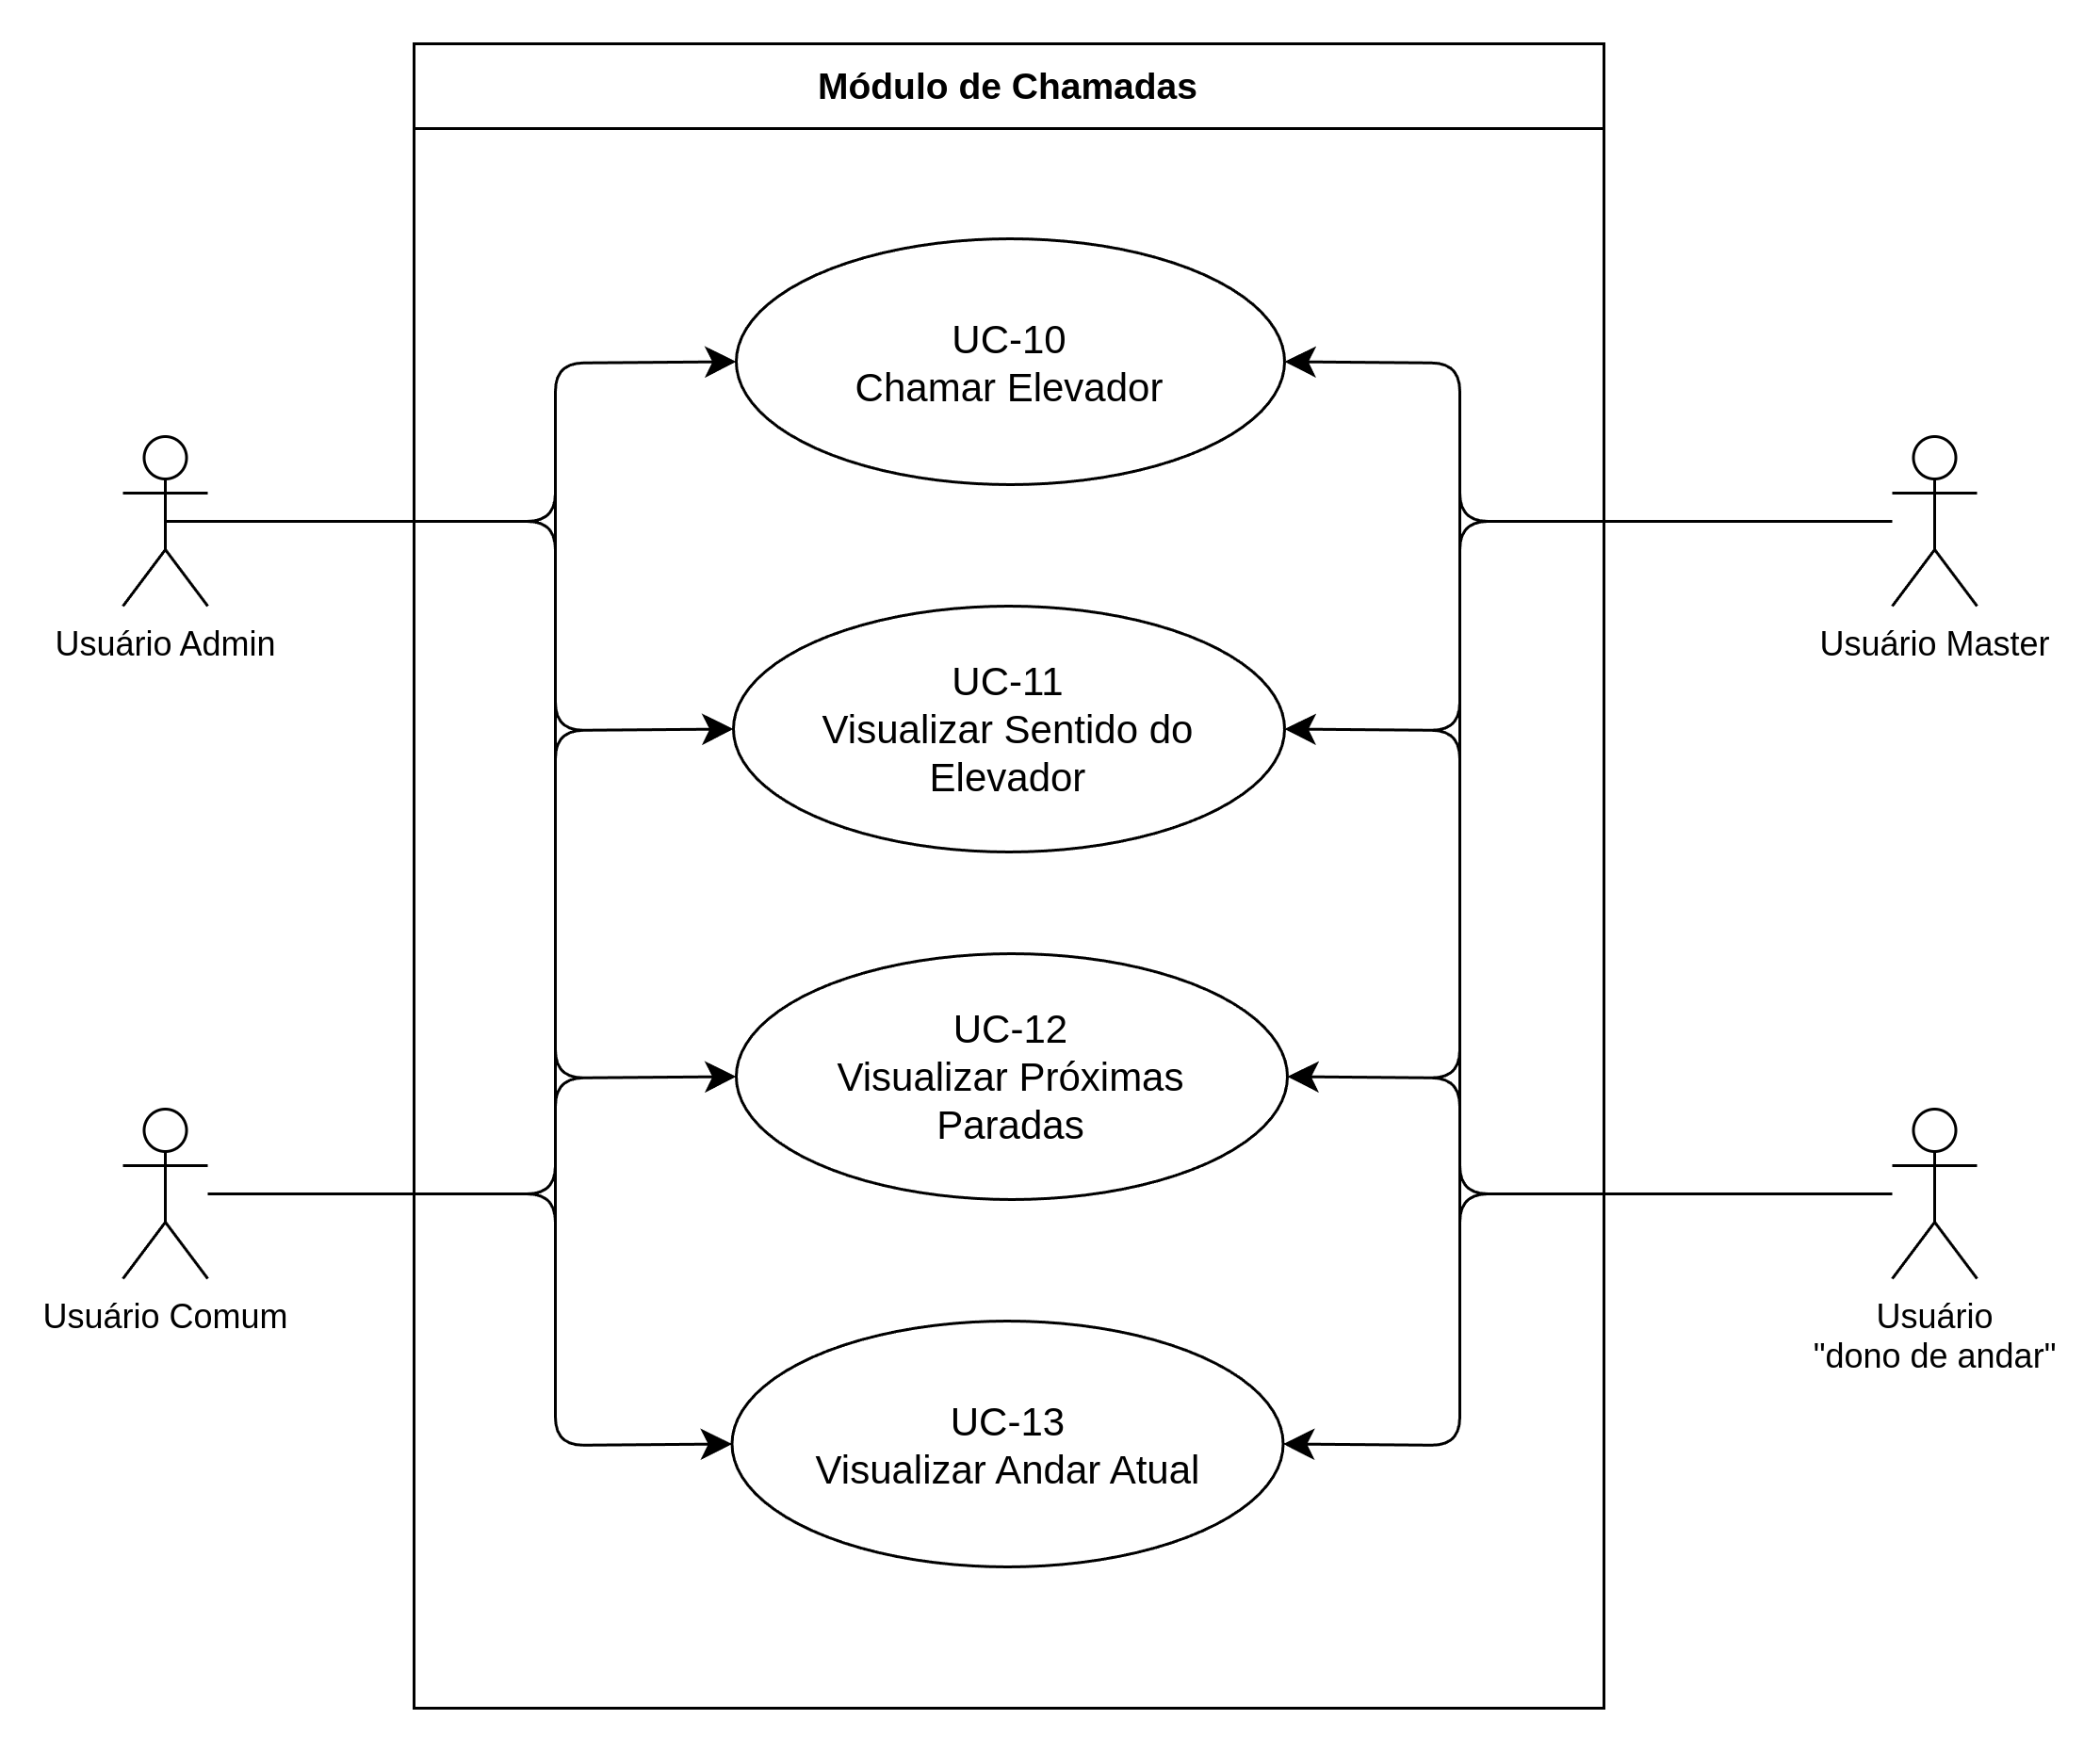 Módulo de Chamadas
UC-10
Chamar Elevador
Usuário Admin
Usuário Master
UC-11
Visualizar Sentido do
Elevador
UC-12
Visualizar Próximas
Paradas
Usuário Comum
Usuário
"dono de andar"
UC-13
Visualizar Andar Atual